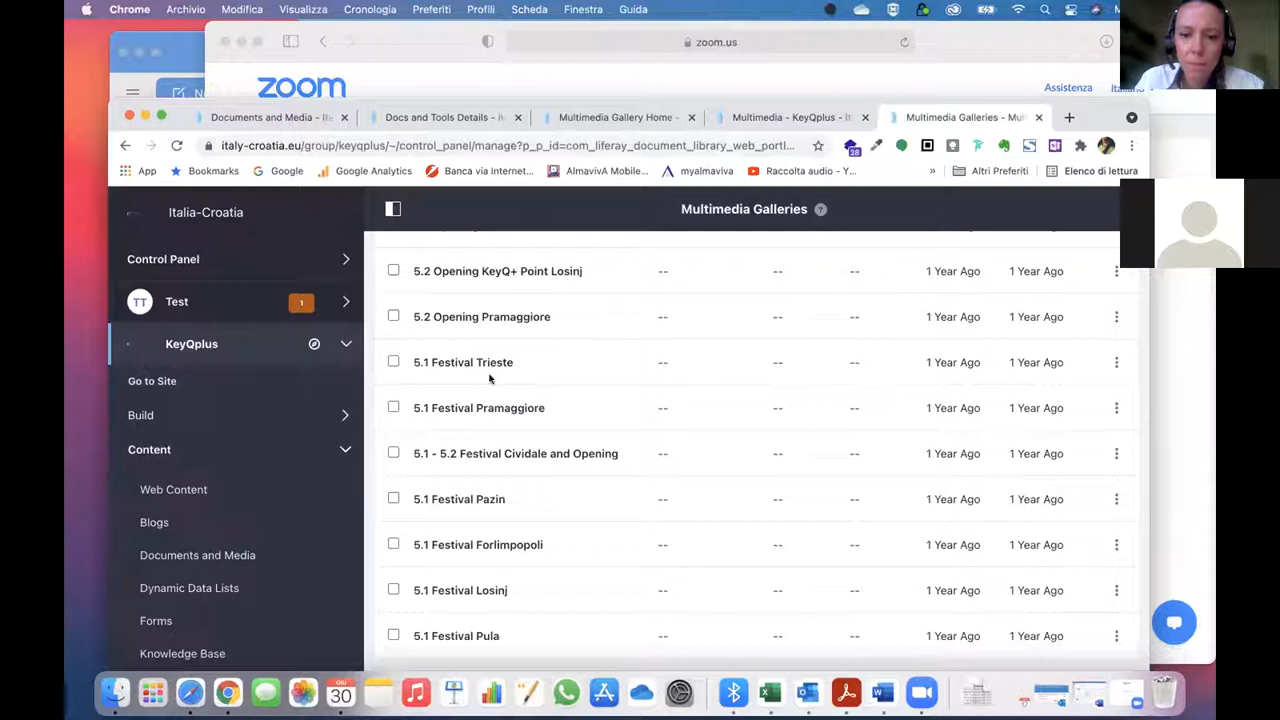 Chrome Archivio Modifica Visualizza Cronologia Preferiti Profili Scheda Finestra Guida
zoom.us
zoom
Assistenza
Documents and Media - Ite
Docs and Tools Details - It
Multimedia Gallery Home -
Multimedia - KeyQplus - It
Multimedia Galleries - Mul
italy-croatia.eu/group/keyqplus/~/control_panel/manage?p_p_id=com_liferay_document_library_web_portl...
28
App Bookmarks Google Google Analytics Banca via Internet... AlmavivA Mobile... myalmaviva Raccolta audio - Y... » Altri Preferiti Elenco di lettura
Italia-Croatia
Multimedia Galleries ?
Control Panel
TT Test 1
KeyQplus
Go to Site
Build
Content
Web Content
Blogs
Documents and Media
Dynamic Data Lists
Forms
Knowledge Base
5.2 Opening KeyQ+ Point Losinj -- -- -- 1 Year Ago 1 Year Ago
5.2 Opening Pramaggiore -- -- -- 1 Year Ago 1 Year Ago
5.1 Festival Trieste -- -- -- 1 Year Ago 1 Year Ago
5.1 Festival Pramaggiore -- -- -- 1 Year Ago 1 Year Ago
5.1 - 5.2 Festival Cividale and Opening -- -- -- 1 Year Ago 1 Year Ago
5.1 Festival Pazin -- -- -- 1 Year Ago 1 Year Ago
5.1 Festival Forlimpopoli -- -- -- 1 Year Ago 1 Year Ago
5.1 Festival Losinj -- -- -- 1 Year Ago 1 Year Ago
5.1 Festival Pula -- -- -- 1 Year Ago 1 Year Ago
GIU
30